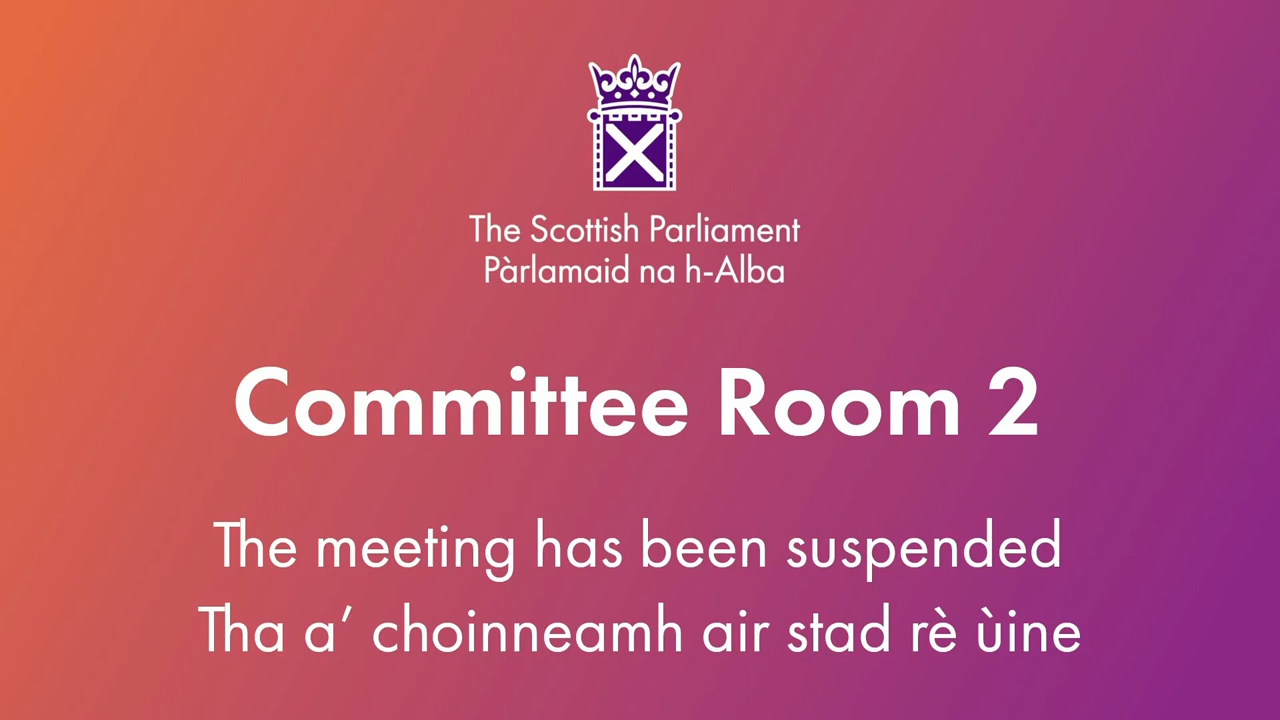 The Scottish Parliament
Pàrlamaid na h-Alba
Committee Room 2
The meeting has been suspended
Tha a’ choinneamh air stad rè ùine